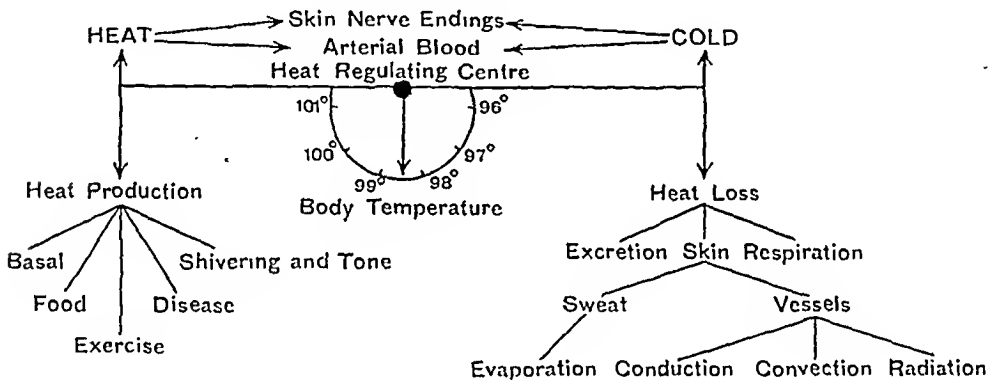 Skin Nerve Endings
HEAT
COLD
Arterial Blood
Heat Regulating Centre
101°
96°
100°
97°
99°
98°
Heat Production
Body Temperature
Heat Loss
Basal
Shivering and Tone
Excretion Skin Respiration
Food
Disease
Sweat
Vessels
Exercise
Evaporation Conduction Convection Radiation